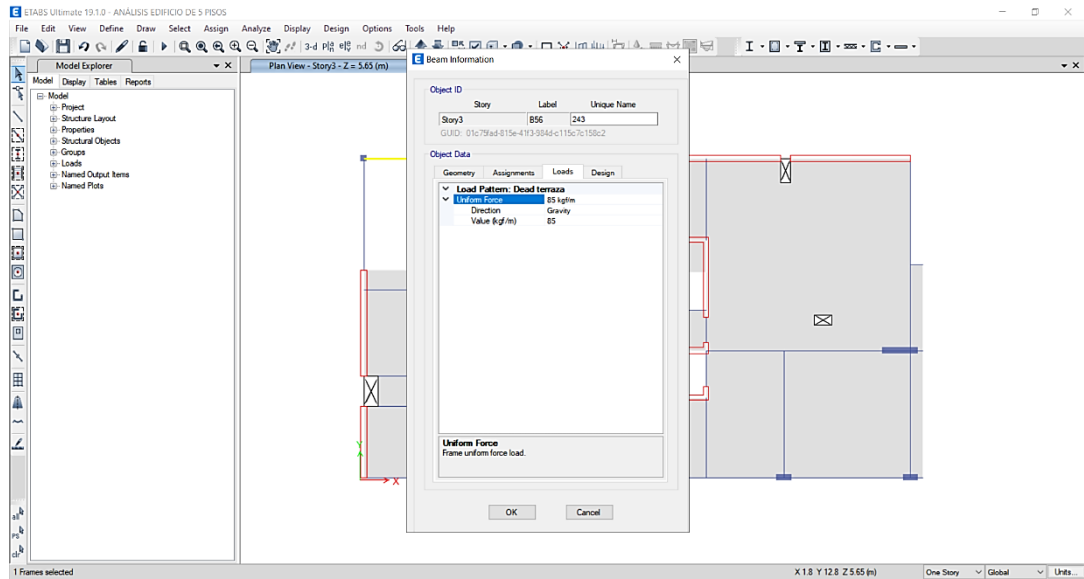 ETABS Ultimate 19.1.0 - ANÁLISIS EDIFICIO DE 5 PISOS
File Edit View Define Draw Select Assign Analyze Display Design Options Tools Help
3-d nd
Model Explorer
Model Display Tables Reports
Model
Project
Structure Layout
Properties
Structural Objects
Groups
Loads
Named Output Items
Named Plots
Plan View - Story3 - Z = 5.65 (m)
Beam Information
Object ID
Story Label Unique Name
Story3 B56 243
GUID: 01c75fad-815e-41f3-984d-c115c7c158c2
Object Data
Geometry Assignments Loads Design
Load Pattern: Dead terraza
Uniform Force 85 kgf/m
Direction Gravity
Value (kgf/m) 85
Uniform Force
Frame uniform force load.
OK Cancel
Y
X
all
ps
clr
1 Frames selected
X 1.8 Y 12.8 Z 5.65 (m)
One Story Global Units...